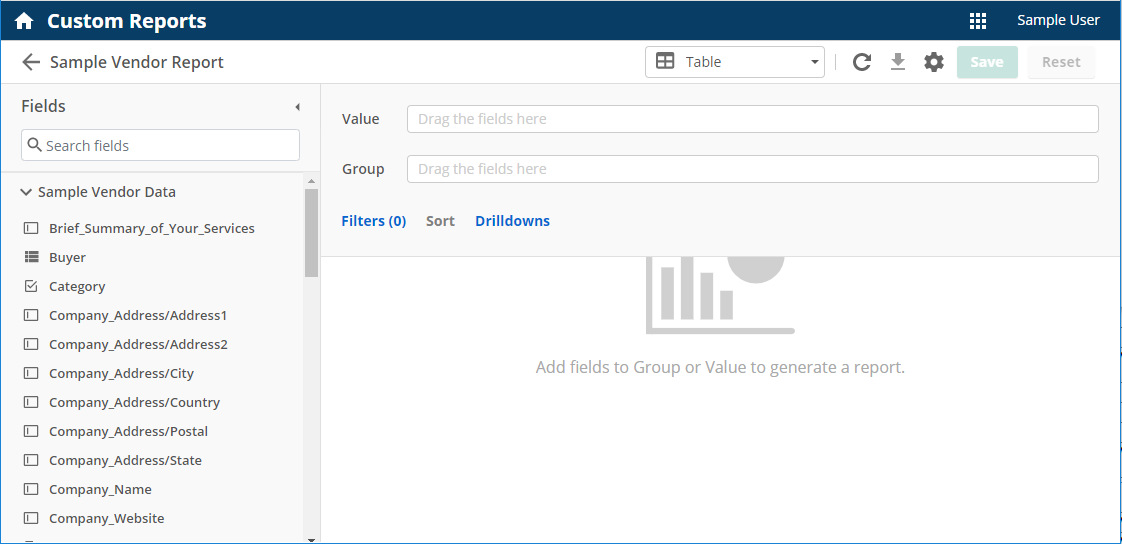 Custom Reports
Sample User
Sample Vendor Report
Table
Save
Reset
Fields
Search fields
Sample Vendor Data
Brief_Summary_of_Your_Services
Buyer
Category
Company_Address/Address1
Company_Address/Address2
Company_Address/City
Company_Address/Country
Company_Address/Postal
Company_Address/State
Company_Name
Company_Website
Value
Drag the fields here
Group
Drag the fields here
Filters (0)
Sort
Drilldowns
Add fields to Group or Value to generate a report.